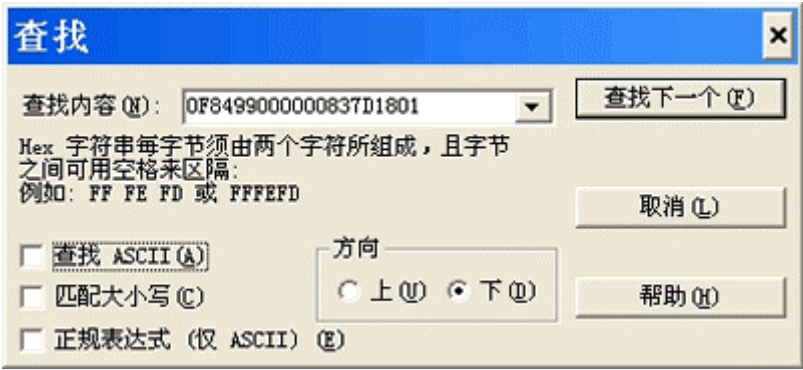 查找
查找内容(N): 0F8499000000837D1801
查找下一个(F)
Hex 字符串每字节须由两个字符所组成，且字节
之间可用空格来区隔:
例如: FF FE FD 或 FFFEFD
取消(L)
查找 ASCII(A)
方向
匹配大小写(C)
上(U) 下(D)
帮助(H)
正规表达式 (仅 ASCII) (E)